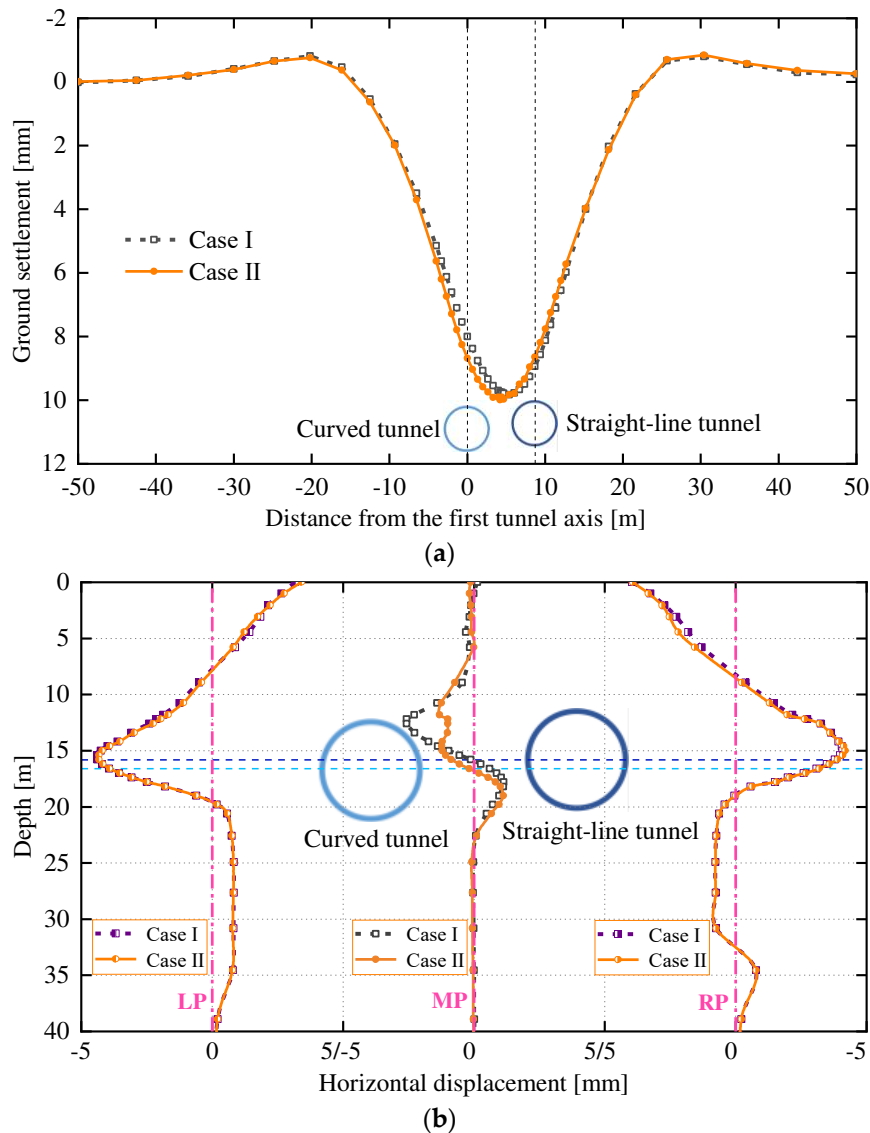 -2
0
2
4
6
8
10
12
Ground settlement [mm]
Case I
Case II
Curved tunnel
Straight-line tunnel
-50 -40 -30 -20 -10 0 10 20 30 40 50
Distance from the first tunnel axis [m]
(a)
0
5
10
15
20
25
30
35
40
Depth [m]
Curved tunnel
Straight-line tunnel
Case I
Case II
Case I
Case II
Case I
Case II
LP
MP
RP
-5 0 5/-5 0 5/5 0 -5
Horizontal displacement [mm]
(b)